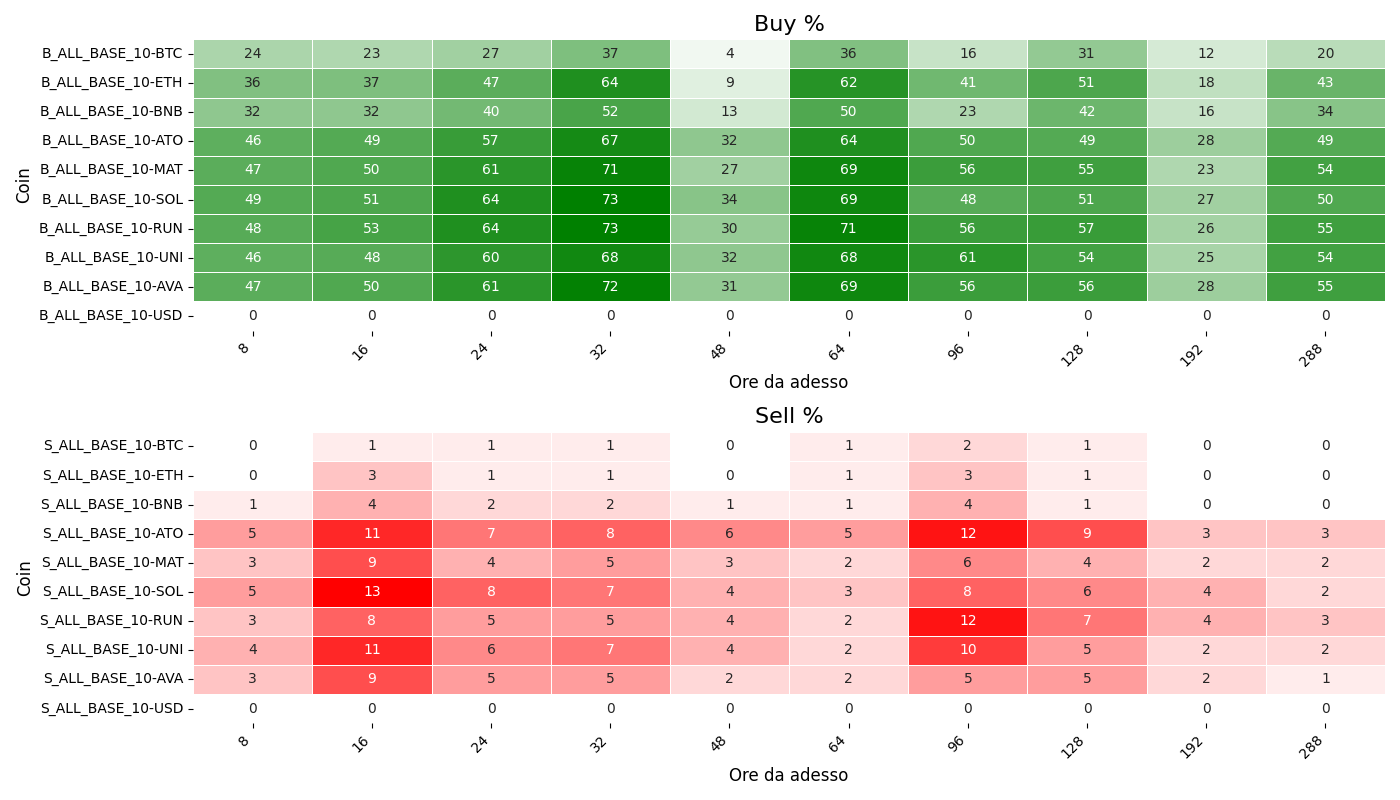 Buy %
B_ALL_BASE_10-BTC 24 23 27 37 4 36 16 31 12 20
B_ALL_BASE_10-ETH 36 37 47 64 9 62 41 51 18 43
B_ALL_BASE_10-BNB 32 32 40 52 13 50 23 42 16 34
B_ALL_BASE_10-ATO 46 49 57 67 32 64 50 49 28 49
B_ALL_BASE_10-MAT 47 50 61 71 27 69 56 55 23 54
B_ALL_BASE_10-SOL 49 51 64 73 34 69 48 51 27 50
B_ALL_BASE_10-RUN 48 53 64 73 30 71 56 57 26 55
B_ALL_BASE_10-UNI 46 48 60 68 32 68 61 54 25 54
B_ALL_BASE_10-AVA 47 50 61 72 31 69 56 56 28 55
B_ALL_BASE_10-USD 0 0 0 0 0 0 0 0 0 0
Coin
8 16 24 32 48 64 96 128 192 288
Ore da adesso
Sell %
S_ALL_BASE_10-BTC 0 1 1 1 0 1 2 1 0 0
S_ALL_BASE_10-ETH 0 3 1 1 0 1 3 1 0 0
S_ALL_BASE_10-BNB 1 4 2 2 1 1 4 1 0 0
S_ALL_BASE_10-ATO 5 11 7 8 6 5 12 9 3 3
S_ALL_BASE_10-MAT 3 9 4 5 3 2 6 4 2 2
S_ALL_BASE_10-SOL 5 13 8 7 4 3 8 6 4 2
S_ALL_BASE_10-RUN 3 8 5 5 4 2 12 7 4 3
S_ALL_BASE_10-UNI 4 11 6 7 4 2 10 5 2 2
S_ALL_BASE_10-AVA 3 9 5 5 2 2 5 5 2 1
S_ALL_BASE_10-USD 0 0 0 0 0 0 0 0 0 0
Coin
8 16 24 32 48 64 96 128 192 288
Ore da adesso